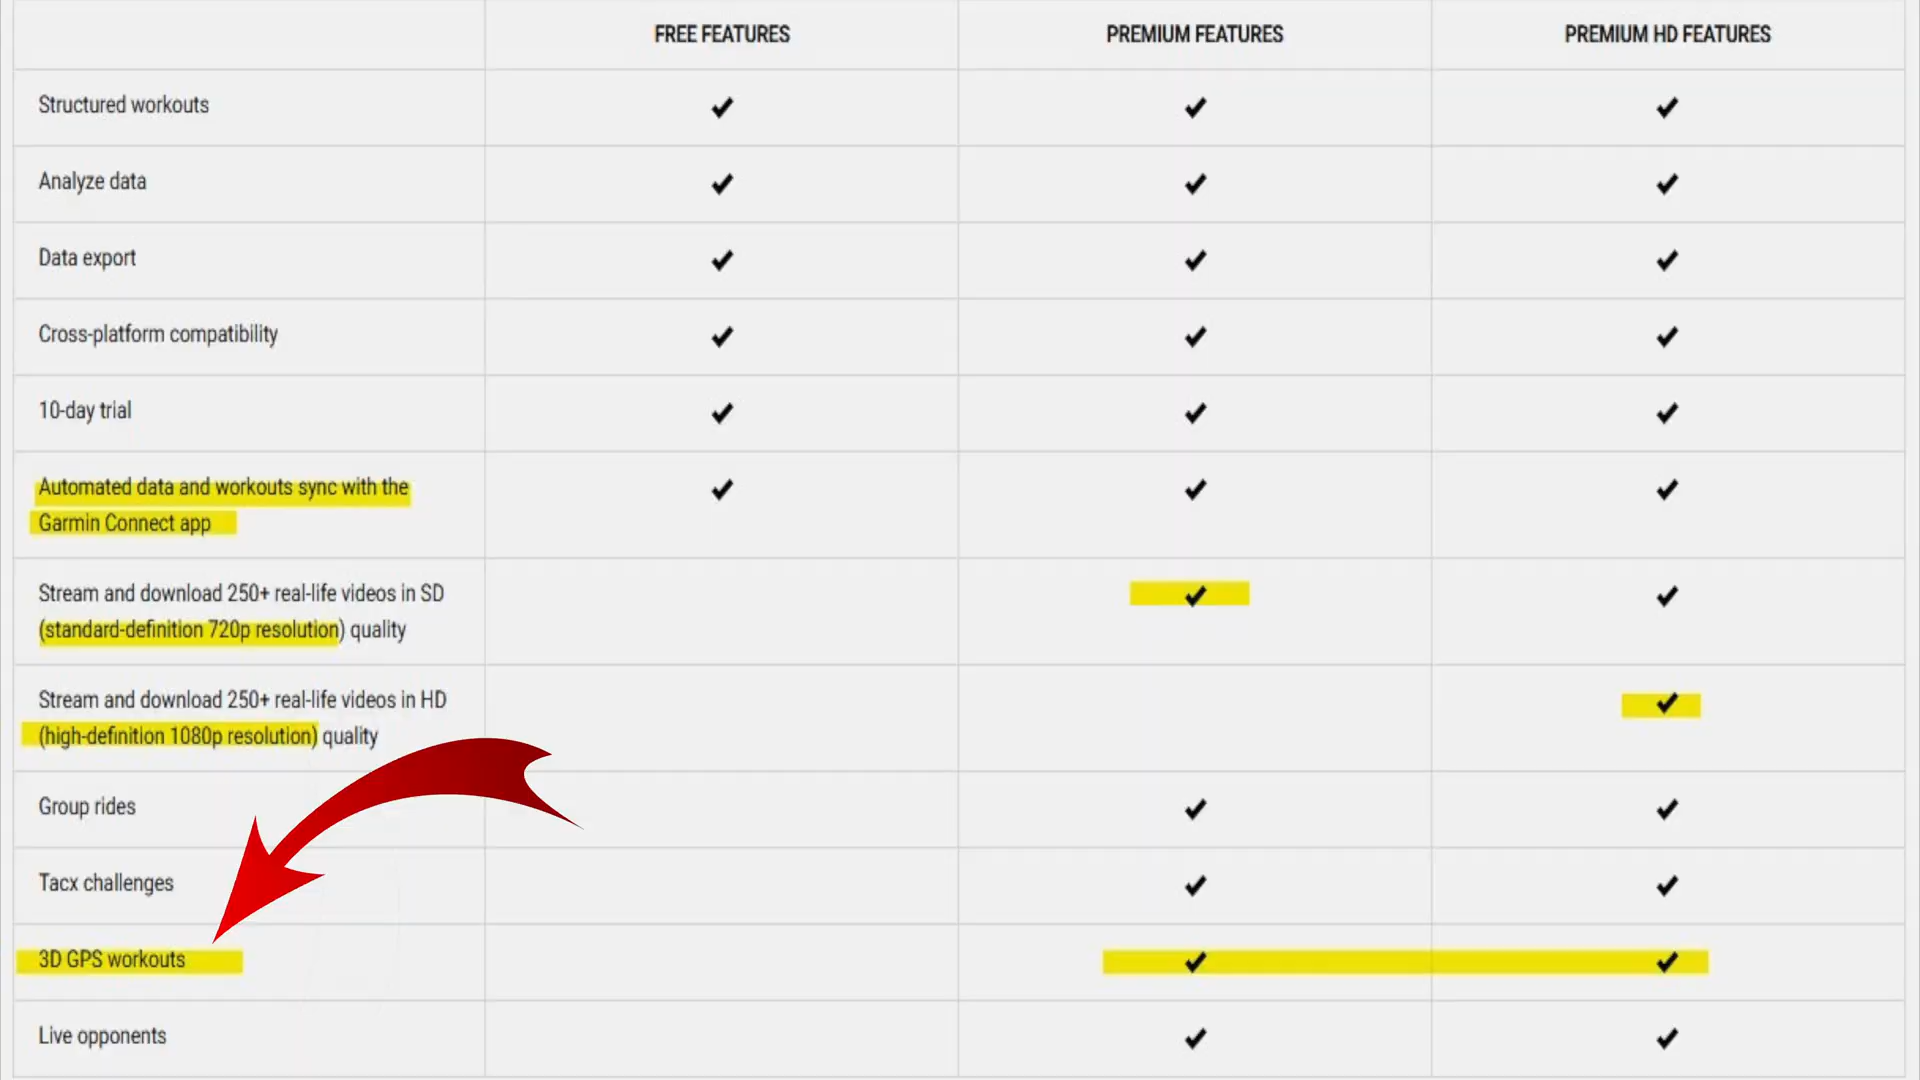 FREE FEATURES PREMIUM FEATURES PREMIUM HD FEATURES
Structured workouts ✔ ✔ ✔
Analyze data ✔ ✔ ✔
Data export ✔ ✔ ✔
Cross-platform compatibility ✔ ✔ ✔
10-day trial ✔ ✔ ✔
Automated data and workouts sync with the ✔ ✔ ✔
Garmin Connect app
Stream and download 250+ real-life videos in SD ✔ ✔
(standard-definition 720p resolution) quality
Stream and download 250+ real-life videos in HD ✔
(high-definition 1080p resolution) quality
Group rides ✔ ✔
Tacx challenges ✔ ✔
3D GPS workouts ✔ ✔
Live opponents ✔ ✔